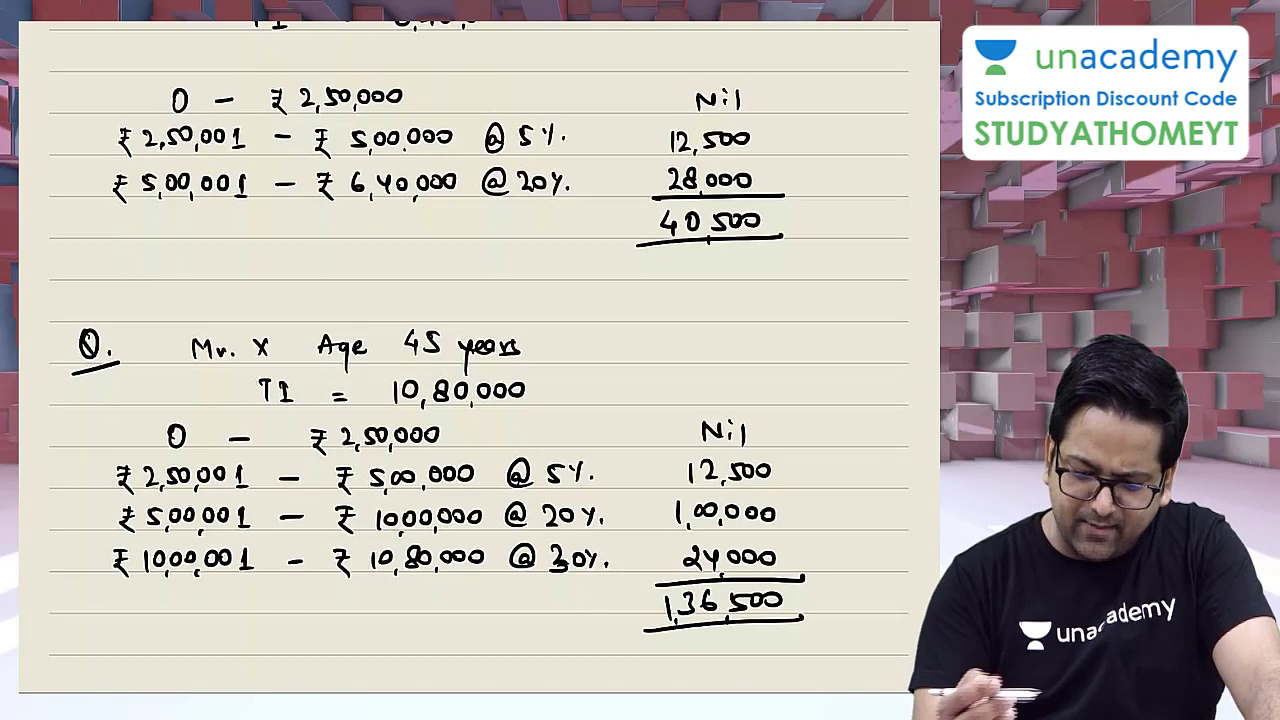 0 - ₹ 2,50,000 Nil
₹ 2,50,001 - ₹ 5,00,000 @ 5%. 12,500
₹ 5,00,001 - ₹ 6,40,000 @ 20%. 28,000
40,500
Q. Mr. X Age 45 years
TI = 10,80,000
0 - ₹ 2,50,000 Nil
₹ 2,50,001 - ₹ 5,00,000 @ 5%. 12,500
₹ 5,00,001 - ₹ 10,00,000 @ 20%. 1,00,000
₹ 10,00,001 - ₹ 10,80,000 @ 30%. 24,000
1,36,500
unacademy
Subscription Discount Code
STUDYATHOMEYT
unacademy